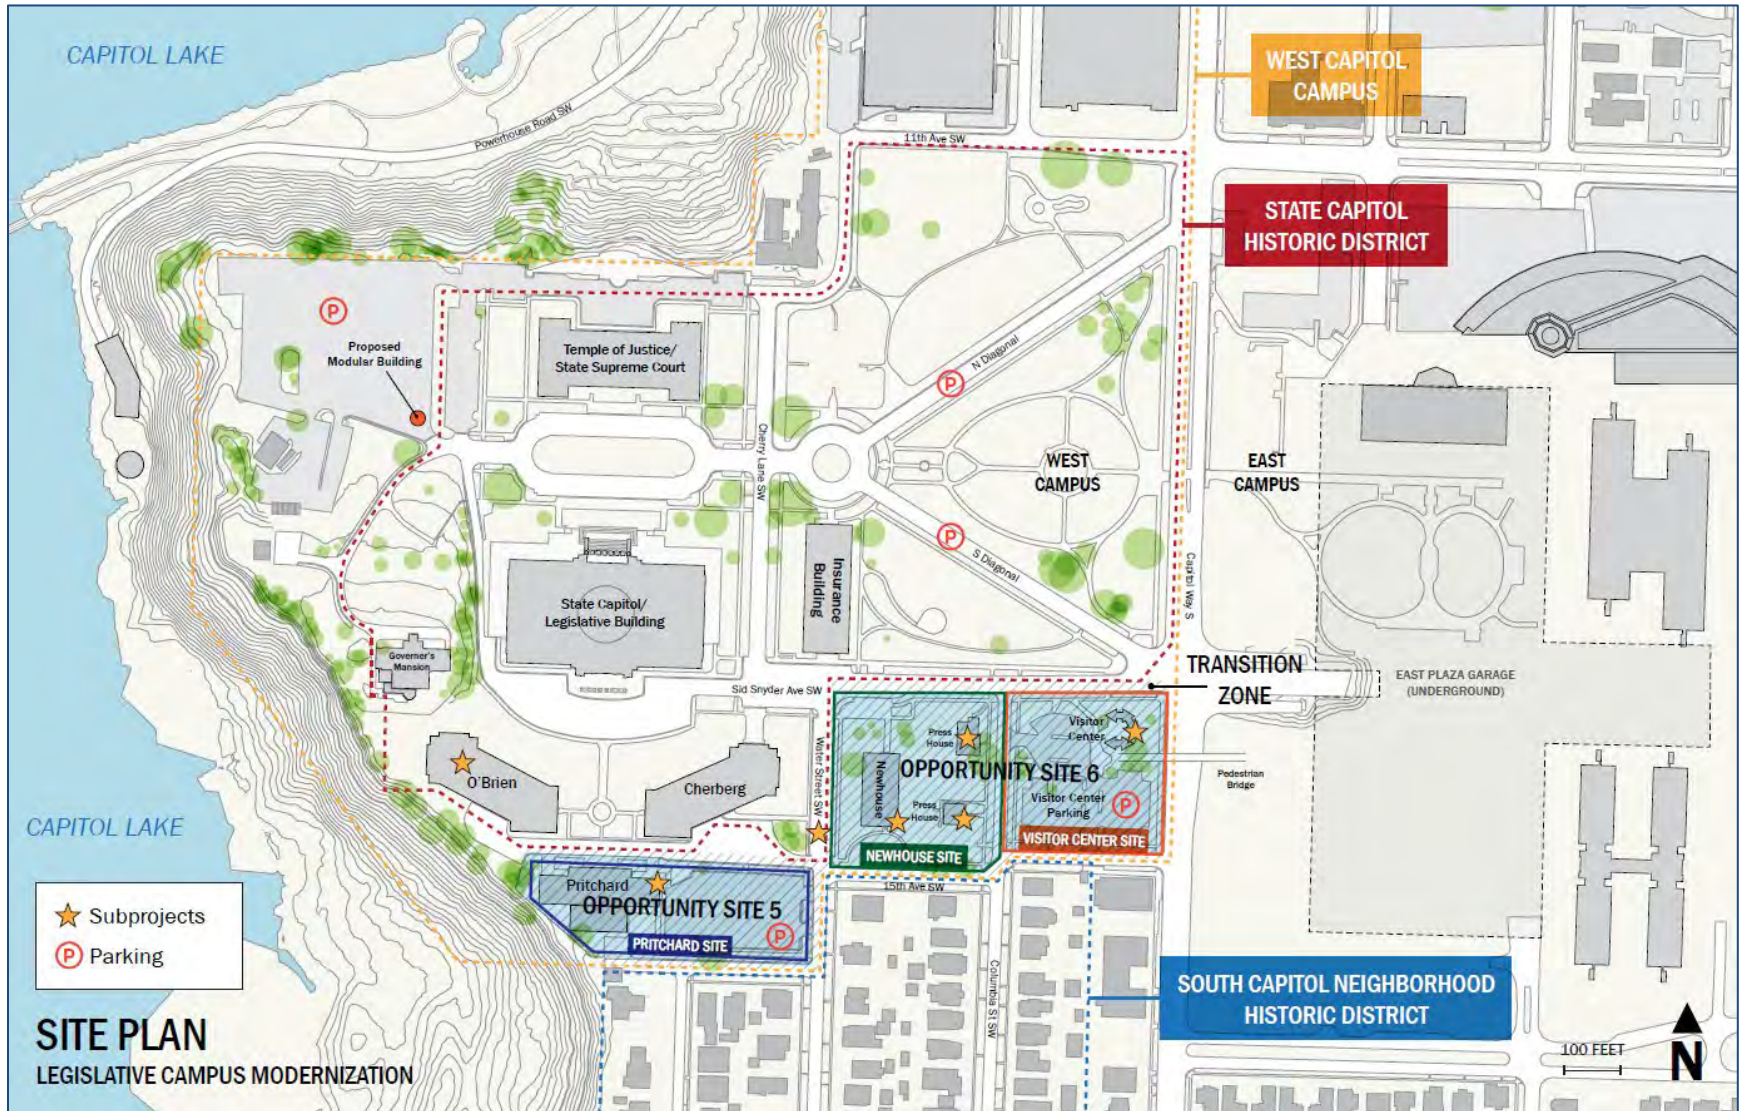 CAPITOL LAKE
WEST CAPITOL
CAMPUS
Powerhouse Road SW
11th Ave SW
STATE CAPITOL
HISTORIC DISTRICT
P
Proposed
Modular Building
Temple of Justice/
State Supreme Court
N Diagonal
P
Cherry Lane SW
WEST
CAMPUS
EAST
CAMPUS
P
S Diagonal
Insurance
Building
Capitol Way S
State Capitol/
Legislative Building
Governer's
Mansion
TRANSITION
ZONE
EAST PLAZA GARAGE
(UNDERGROUND)
Sid Snyder Ave SW
Water Street SW
Press
House
Visitor
Center
Newhouse
OPPORTUNITY SITE 6
Pedestrian
Bridge
O'Brien
Cherberg
Press
House
Visitor Center
Parking
P
CAPITOL LAKE
VISITOR CENTER SITE
NEWHOUSE SITE
15th Ave SW
Pritchard
OPPORTUNITY SITE 5
P
PRITCHARD SITE
Subprojects
P Parking
Columbia St SW
SOUTH CAPITOL NEIGHBORHOOD
HISTORIC DISTRICT
SITE PLAN
LEGISLATIVE CAMPUS MODERNIZATION
100 FEET
N